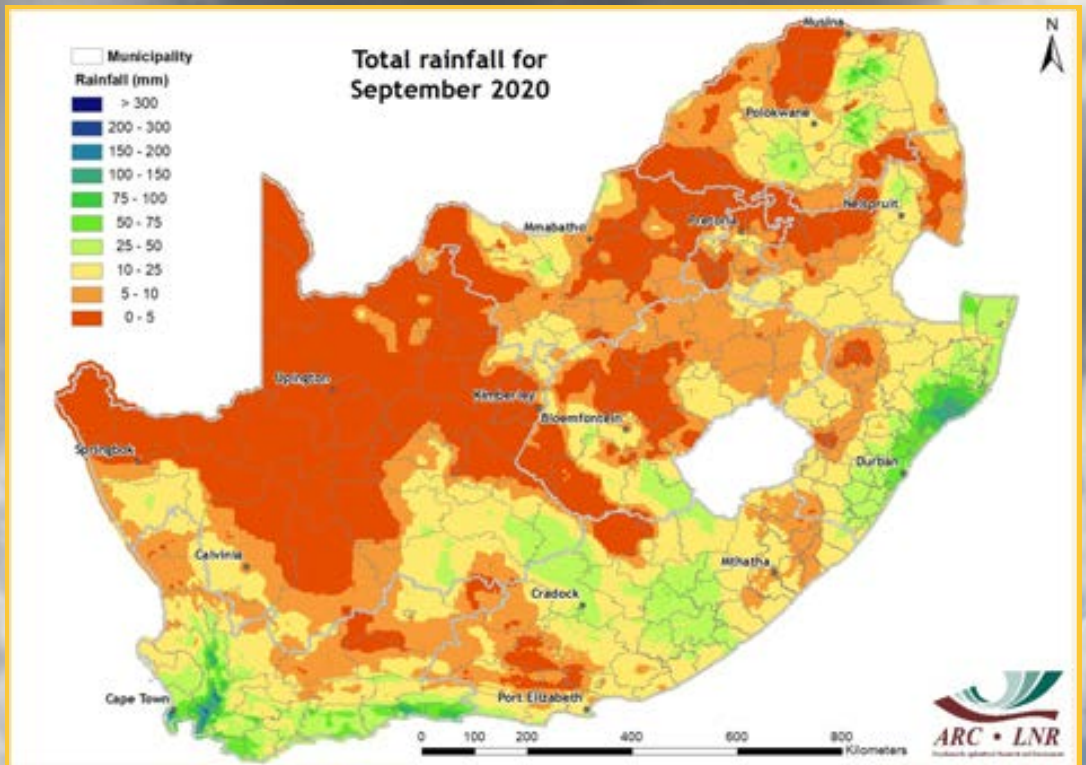 Total rainfall for
September 2020
N
Municipality
Rainfall (mm)
> 300
200 - 300
150 - 200
100 - 150
75 - 100
50 - 75
25 - 50
10 - 25
5 - 10
0 - 5
Musina
Polokwane
Nelspruit
Pretoria
Mmabatho
Upington
Kimberley
Bloemfontein
Springbok
Durban
Calvinia
Mthatha
Cradock
Cape Town
Port Elizabeth
0 100 200 400 600 800
Kilometers
ARC • LNR